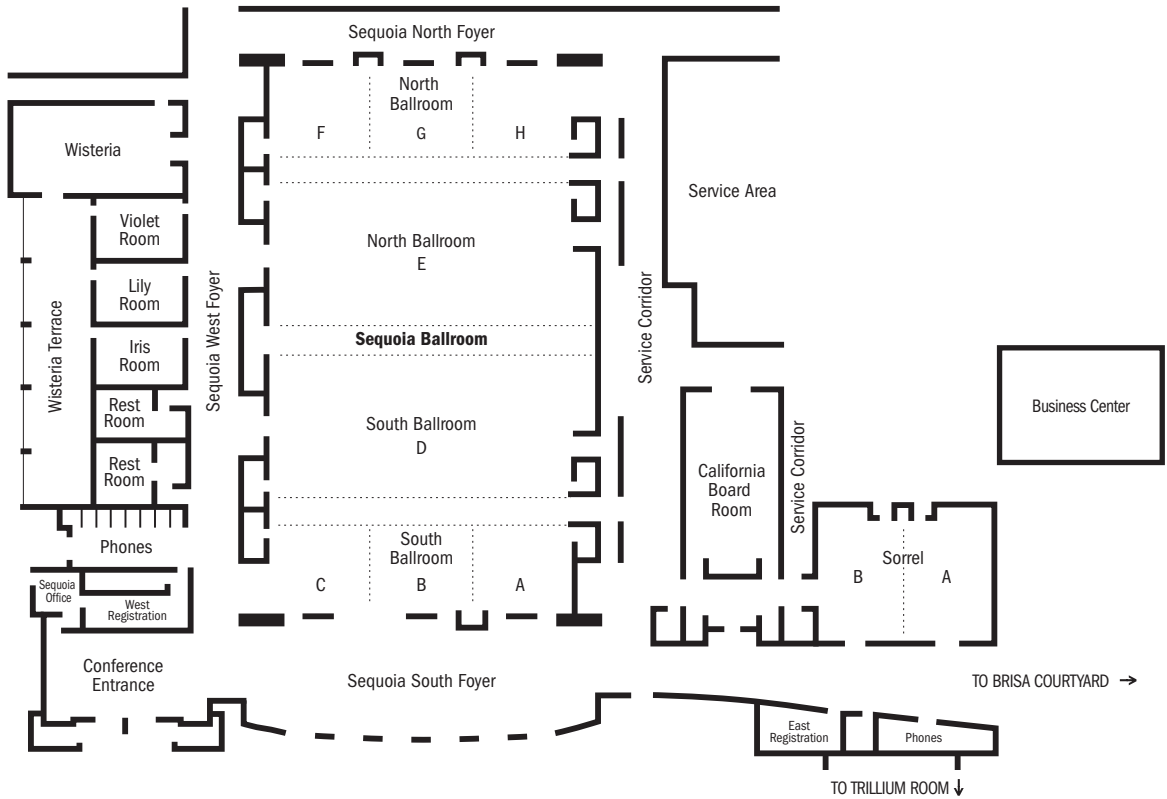 Sequoia North Foyer
North
Ballroom
F
G
H
Wisteria
Service Area
Violet
Room
North Ballroom
E
Lily
Room
Wisteria Terrace
Sequoia West Foyer
Sequoia Ballroom
Service Corridor
Iris
Room
Business Center
Rest
Room
South Ballroom
D
Rest
Room
California
Board
Room
Service Corridor
Phones
South
Ballroom
C
B
A
Sorrel
B
A
Sequoia
Office
West
Registration
Conference
Entrance
Sequoia South Foyer
TO BRISA COURTYARD →
East
Registration
Phones
TO TRILLIUM ROOM ↓